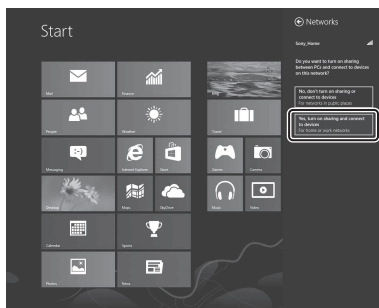 Start
Mail
Finance
People
Weather
Messaging
Internet Explorer
Store
Desktop
Maps
SkyDrive
Calendar
Sports
Photos
News
Bing
Travel
Games
Camera
Music
Video
Networks
Sony_Home
Do you want to turn on sharing
between PCs and connect to devices
on this network?
No, don't turn on sharing or
connect to devices
For networks in public places
Yes, turn on sharing and connect
to devices
For home or work networks